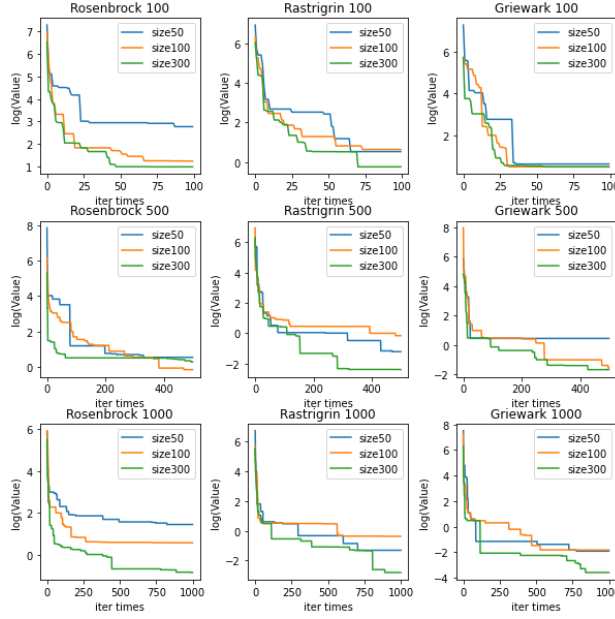 Rosenbrock 100
log(Value)
7
6
5
4
3
2
1
size50
size100
size300
0 25 50 75 100
iter times
Rastrigrin 100
log(Value)
6
4
2
0
size50
size100
size300
0 25 50 75 100
iter times
Griewark 100
log(Value)
6
4
2
size50
size100
size300
0 25 50 75 100
iter times
Rosenbrock 500
log(Value)
8
6
4
2
0
size50
size100
size300
0 200 400
iter times
Rastrigrin 500
log(Value)
6
4
2
0
−2
size50
size100
size300
0 200 400
iter times
Griewark 500
log(Value)
8
6
4
2
0
−2
size50
size100
size300
0 200 400
iter times
Rosenbrock 1000
log(Value)
6
4
2
0
size50
size100
size300
0 250 500 750 1000
iter times
Rastrigrin 1000
log(Value)
6
4
2
0
−2
size50
size100
size300
0 250 500 750 1000
iter times
Griewark 1000
log(Value)
8
6
4
2
0
−2
−4
size50
size100
size300
0 250 500 750 1000
iter times